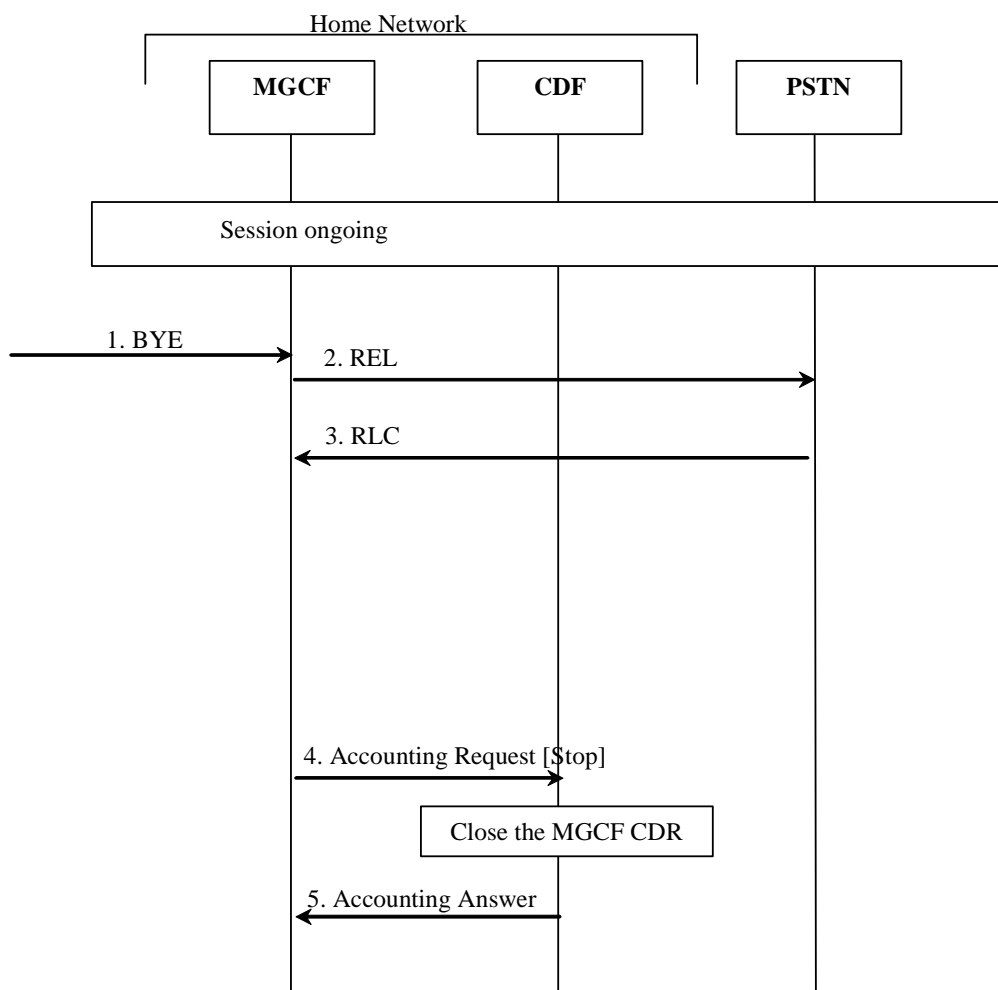 Home Network
MGCF
CDF
PSTN
Session ongoing
1. BYE
2. REL
3. RLC
4. Accounting Request [Stop]
Close the MGCF CDR
5. Accounting Answer